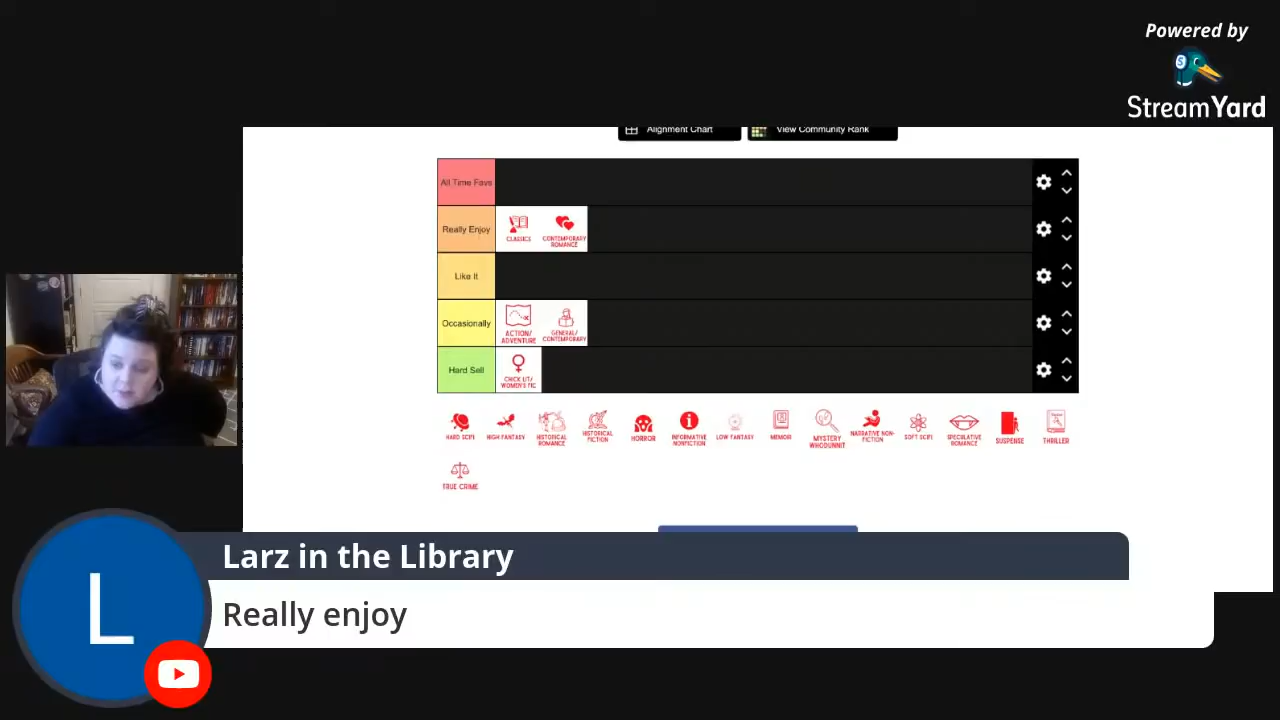 Powered by
StreamYard
Alignment Chart
View Community Rank
All Time Favs
Really Enjoy
CLASSICS
CONTEMPORARY
ROMANCE
Like It
Occasionally
ACTION/
ADVENTURE
GENERAL/
CONTEMPORARY
Hard Sell
CHICK LIT/
WOMEN'S FIC
HARD SCIFI
HIGH FANTASY
HISTORICAL
ROMANCE
HISTORICAL
FICTION
HORROR
INFORMATIVE
NONFICTION
LOW FANTASY
MEMOIR
MYSTERY
WHODUNNIT
NARRATIVE NON-
FICTION
SOFT SCIFI
SPECULATIVE
ROMANCE
SUSPENSE
THRILLER
TRUE CRIME
L
Larz in the Library
Really enjoy